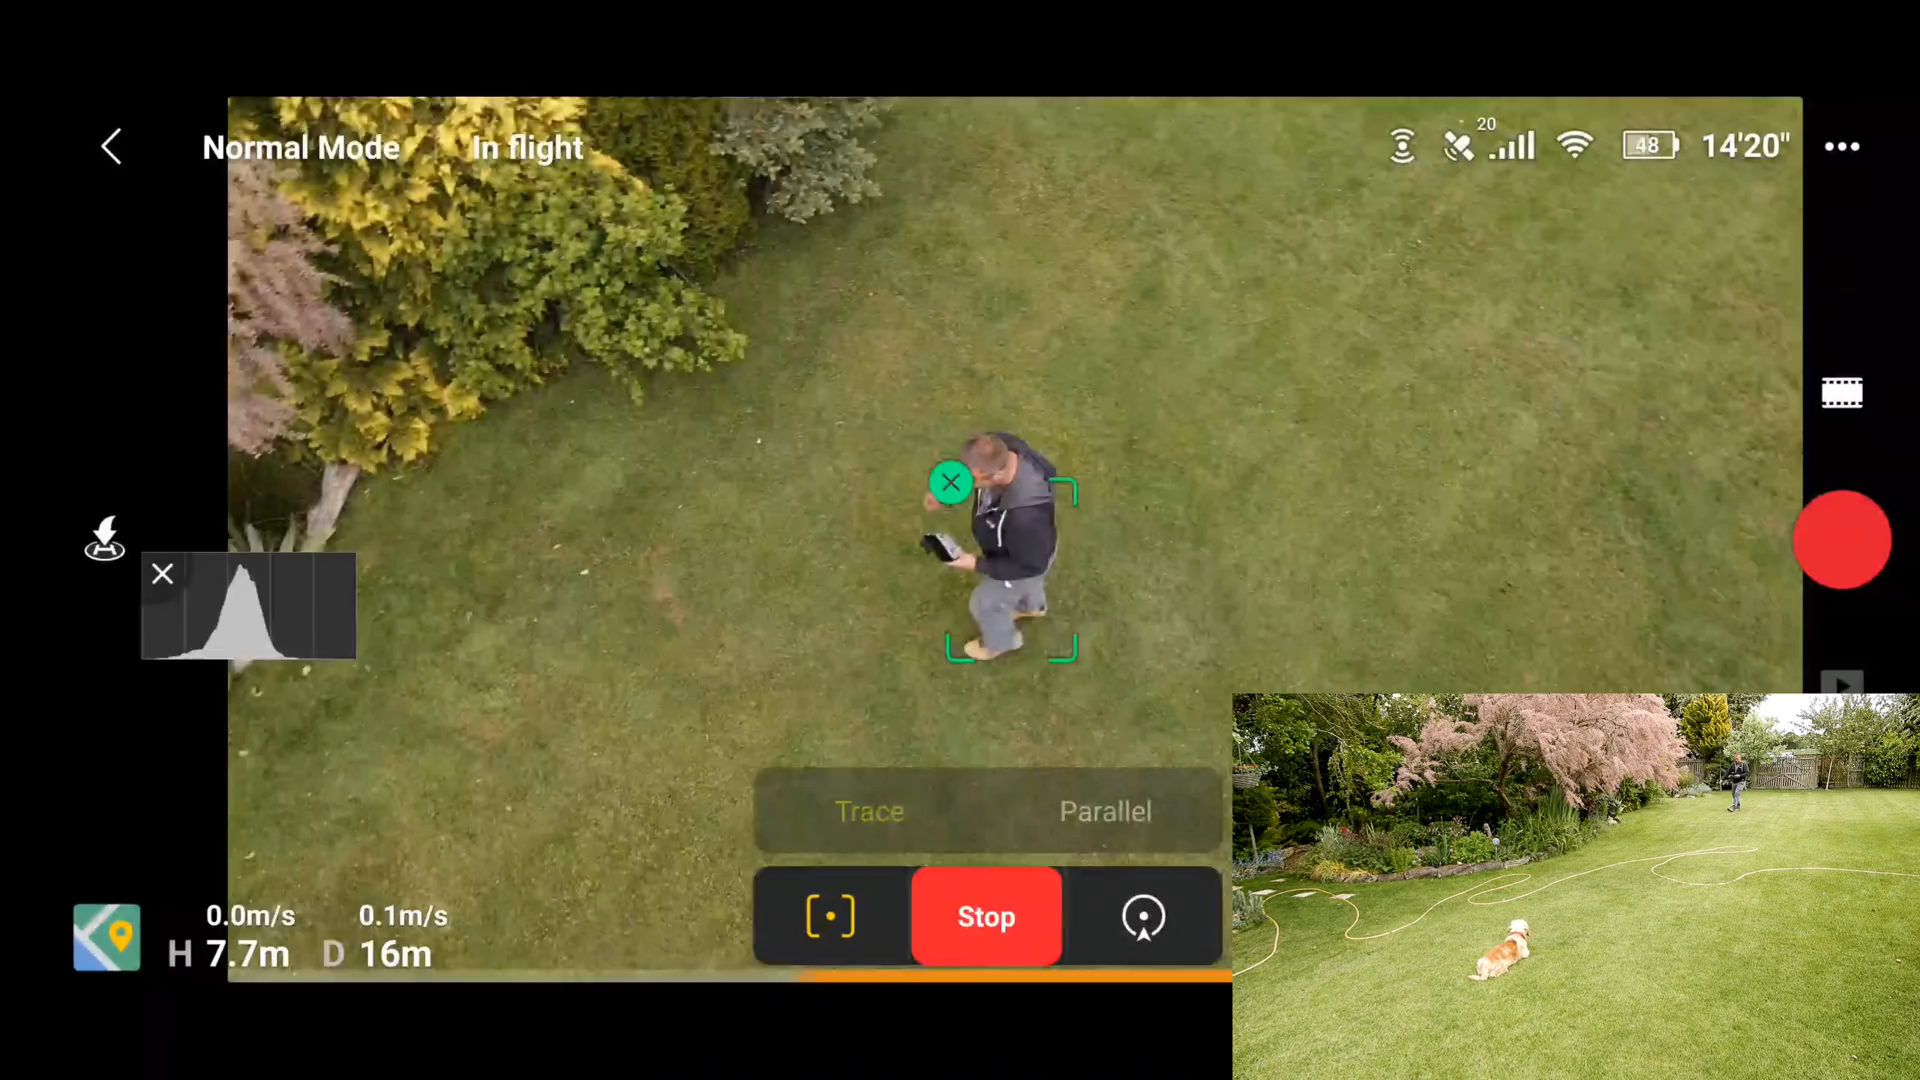 Normal Mode
In flight
20
48
14'20"
Trace
Parallel
Stop
0.0m/s
0.1m/s
H 7.7m
D 16m